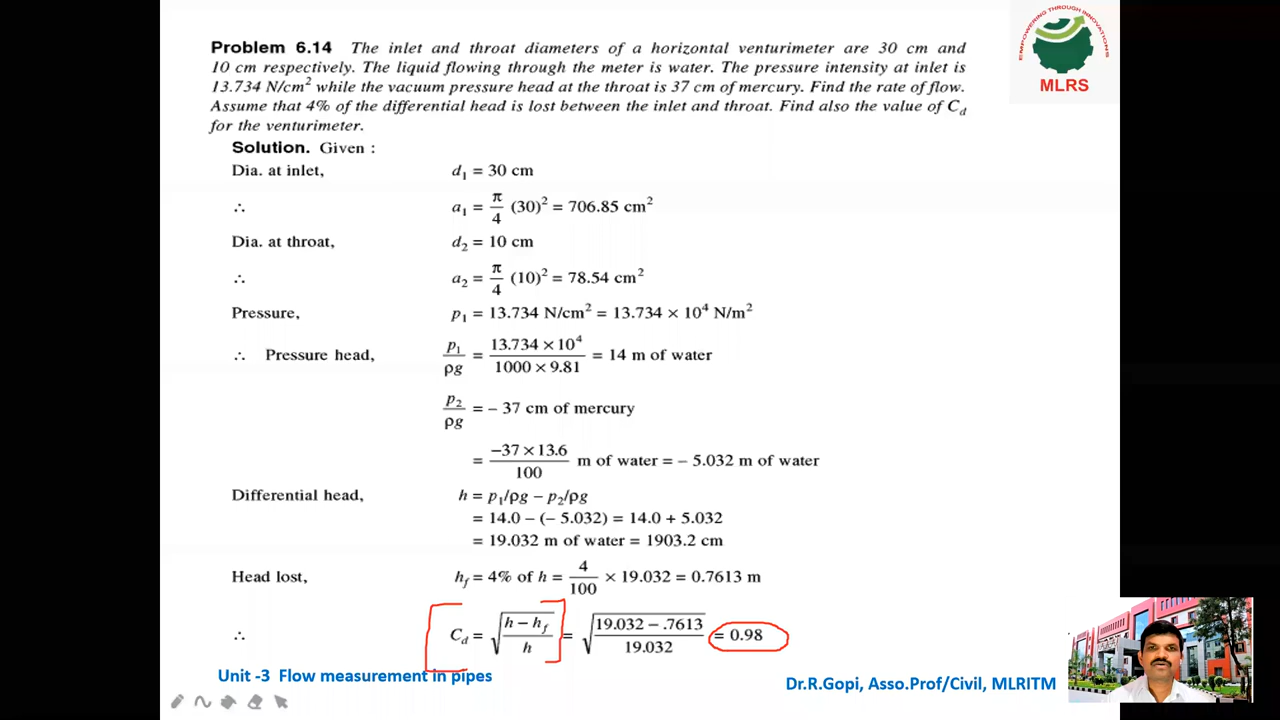 EMPOWERING THROUGH INNOVATIONS
MLRS
Problem 6.14 The inlet and throat diameters of a horizontal venturimeter are 30 cm and
10 cm respectively. The liquid flowing through the meter is water. The pressure intensity at inlet is
13.734 N/cm² while the vacuum pressure head at the throat is 37 cm of mercury. Find the rate of flow.
Assume that 4% of the differential head is lost between the inlet and throat. Find also the value of C_d
for the venturimeter.
Solution. Given :
Dia. at inlet, d₁ = 30 cm
∴ a₁ = π/4 (30)² = 706.85 cm²
Dia. at throat, d₂ = 10 cm
∴ a₂ = π/4 (10)² = 78.54 cm²
Pressure, p₁ = 13.734 N/cm² = 13.734 × 10⁴ N/m²
∴ Pressure head, p₁/ρg = 13.734 × 10⁴/1000 × 9.81 = 14 m of water
p₂/ρg = – 37 cm of mercury
= –37 × 13.6/100 m of water = – 5.032 m of water
Differential head, h = p₁/ρg – p₂/ρg
= 14.0 – (– 5.032) = 14.0 + 5.032
= 19.032 m of water = 1903.2 cm
Head lost, h_f = 4% of h = 4/100 × 19.032 = 0.7613 m
∴ C_d = √(h – h_f/h) = √(19.032 – .7613/19.032) = 0.98
Unit -3 Flow measurement in pipes
Dr.R.Gopi, Asso.Prof/Civil, MLRITM